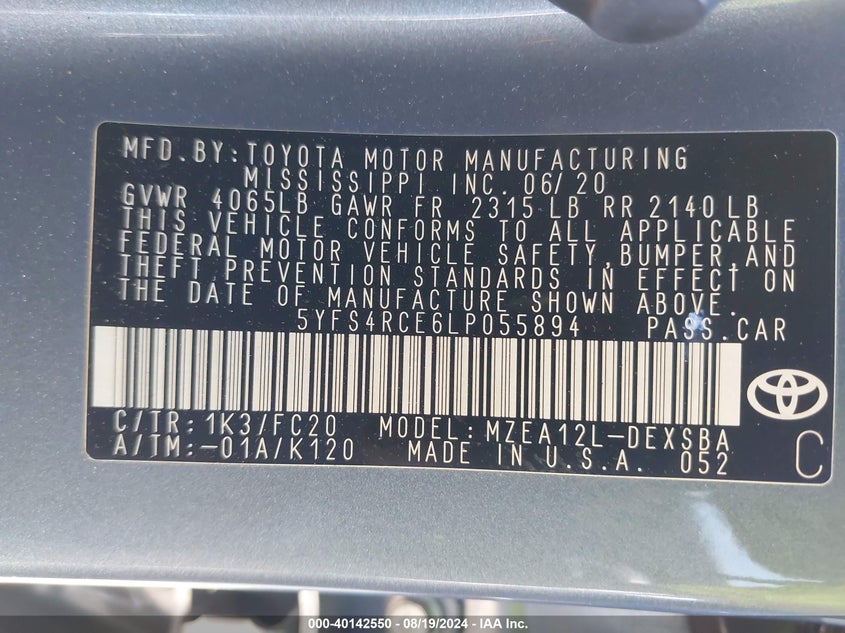 MFD.BY:TOYOTA MOTOR MANUFACTURING
MISSISSIPPI INC. 06/20
GVWR 4065LB GAWR FR 2315 LB RR 2140 LB
THIS VEHICLE CONFORMS TO ALL APPLICABLE
FEDERAL MOTOR VEHICLE SAFETY,BUMPER,AND
THEFT PREVENTION STANDARDS IN EFFECT ON
THE DATE OF MANUFACTURE SHOWN ABOVE.
5YFS4RCE6LP055894 PASS.CAR
C/TR: 1K3/FC20 MODEL:MZEA12L-DEXSBA
A/TM:-01A/K120 MADE IN U.S.A. 052
C
000-40142550 - 08/19/2024 - IAA Inc.